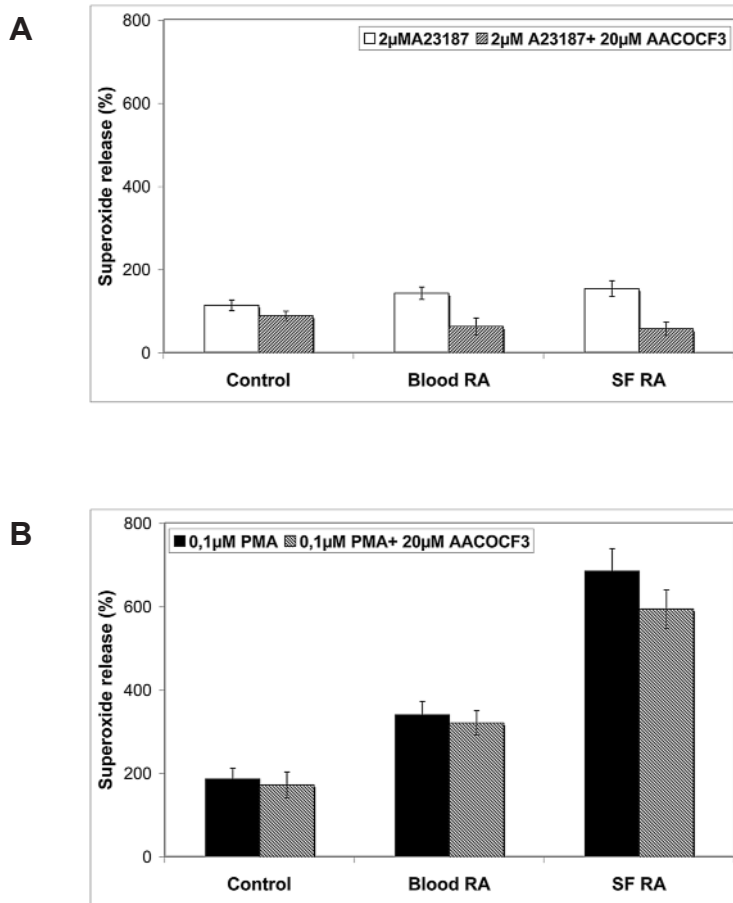 A
800
2μMA23187 2μM A23187+ 20μM AACOCF3
600
400
200
0
Superoxide release (%)
Control Blood RA SF RA
B
800
0,1μM PMA 0,1μM PMA+ 20μM AACOCF3
600
400
200
0
Superoxide release (%)
Control Blood RA SF RA